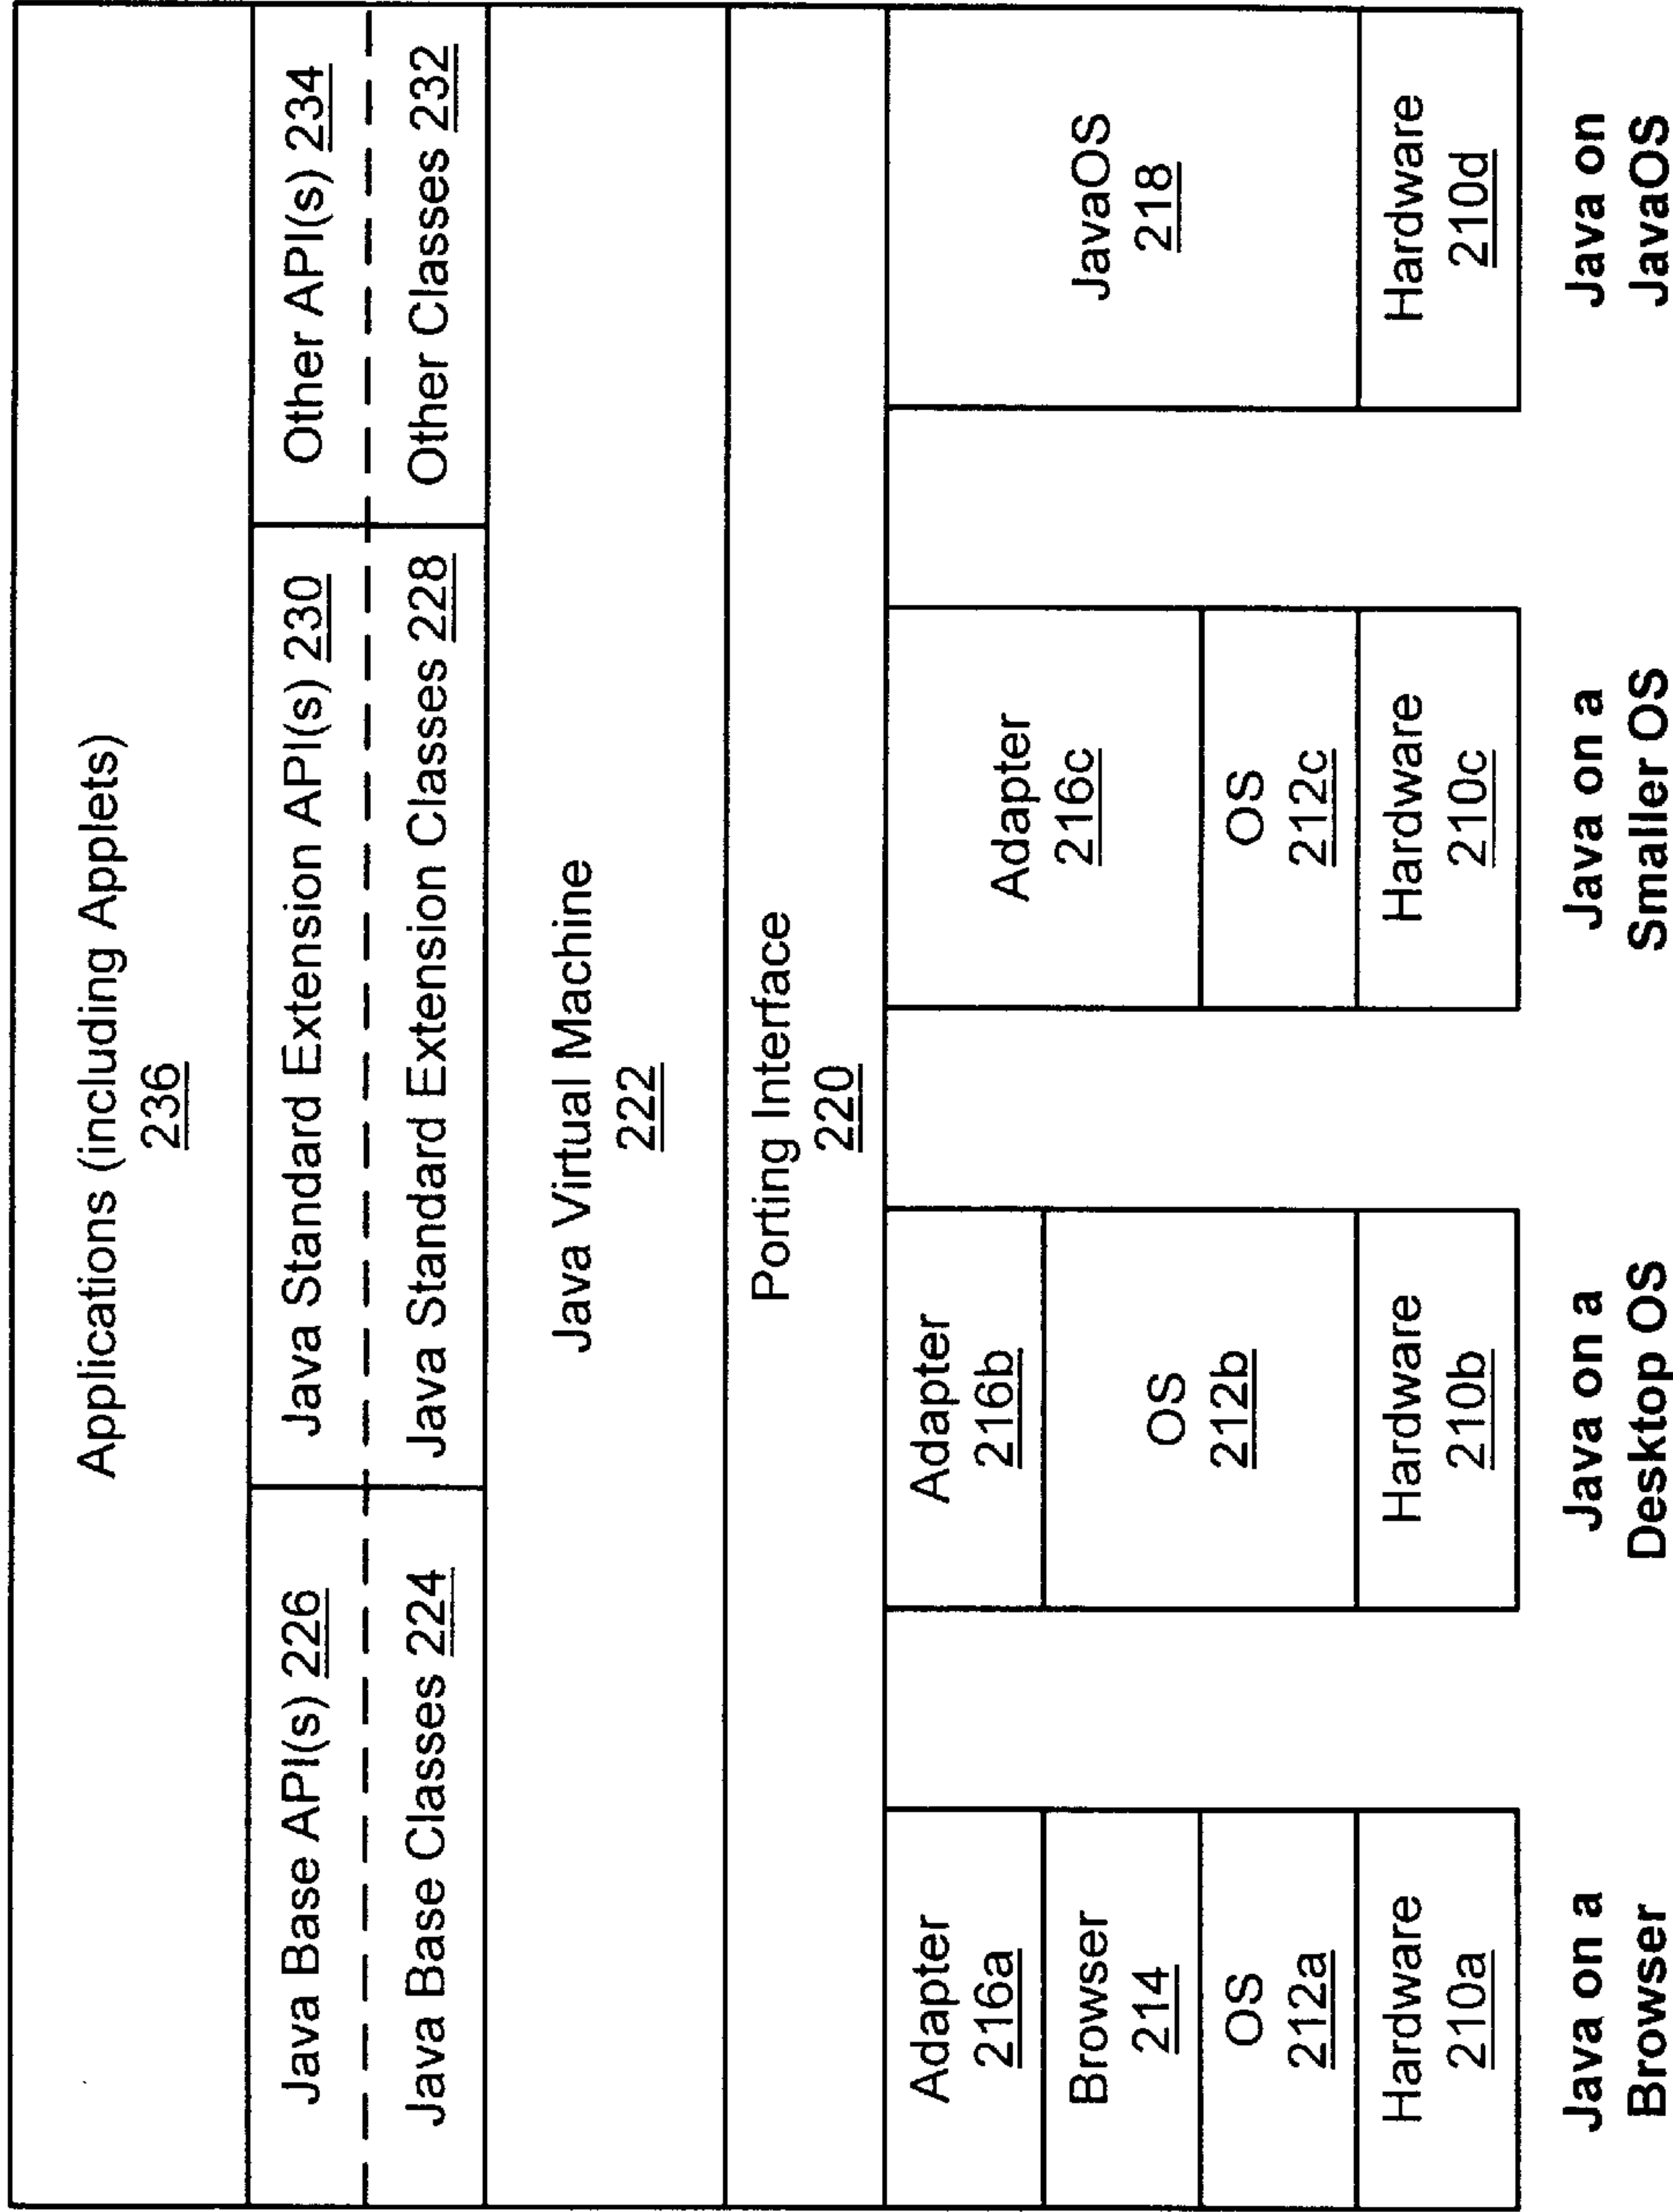 Applications (including Applets)
236
Java Base API(s) 226
Java Standard Extension API(s) 230
Other API(s) 234
Java Base Classes 224
Java Standard Extension Classes 228
Other Classes 232
Java Virtual Machine
222
Porting Interface
220
Adapter
216a
Browser
214
OS
212a
Hardware
210a
Java on a
Browser
Adapter
216b
OS
212b
Hardware
210b
Java on a
Desktop OS
Adapter
216c
OS
212c
Hardware
210c
Java on a
Smaller OS
JavaOS
218
Hardware
210d
Java on
JavaOS